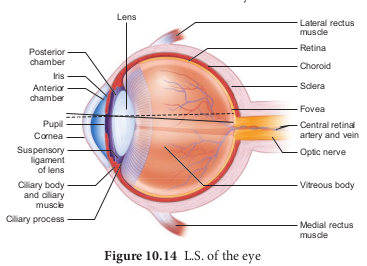 Lens
Posterior
chamber
Iris
Anterior
chamber
Pupil
Cornea
Suspensory
ligament
of lens
Ciliary body
and ciliary
muscle
Ciliary process
Lateral rectus
muscle
Retina
Choroid
Sclera
Fovea
Central retinal
artery and vein
Optic nerve
Vitreous body
Medial rectus
muscle
Figure 10.14 L.S. of the eye